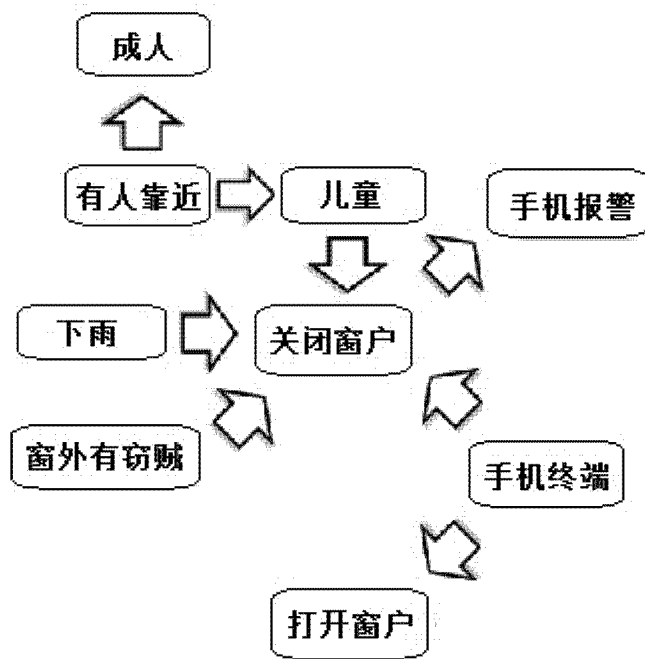 成人
有人靠近
儿童
手机报警
下雨
关闭窗户
窗外有窃贼
手机终端
打开窗户